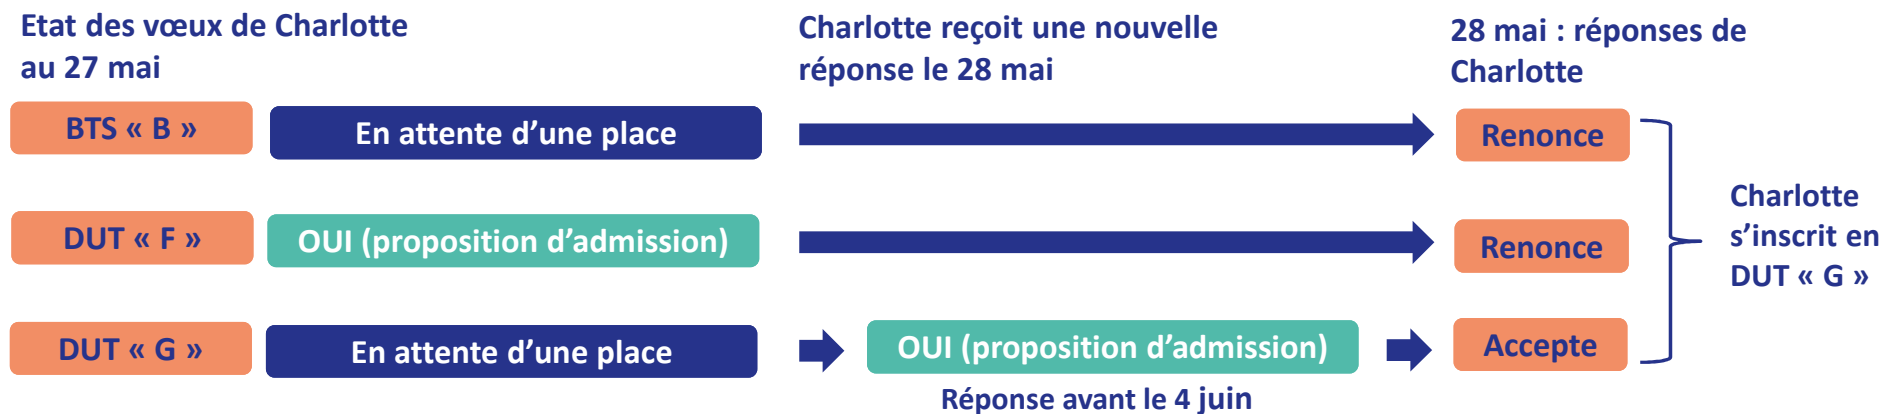 Etat des vœux de Charlotte
au 27 mai
Charlotte reçoit une nouvelle
réponse le 28 mai
28 mai : réponses de
Charlotte
BTS « B »
En attente d’une place
Renonce
DUT « F »
OUI (proposition d’admission)
Renonce
DUT « G »
En attente d’une place
OUI (proposition d’admission)
Réponse avant le 4 juin
Accepte
Charlotte
s’inscrit en
DUT « G »